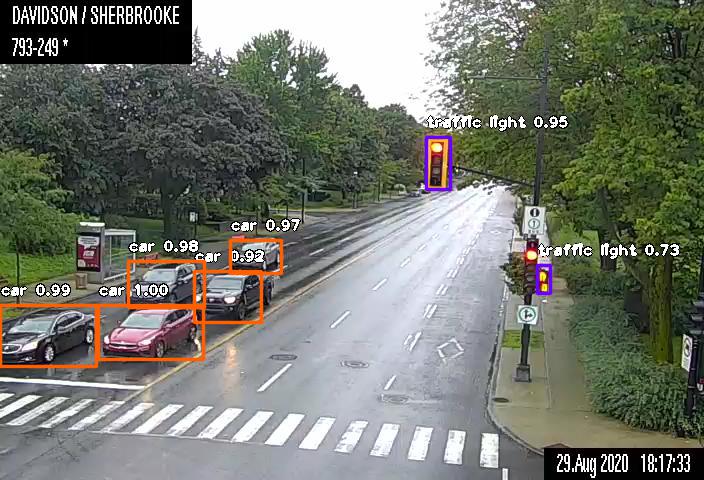 DAVIDSON / SHERBROOKE
793-249 *
traffic light 0.95
car 0.97
car 0.98
traffic light 0.73
car 0.92
car 0.99
car 1.00
29.Aug 2020 18:17:33